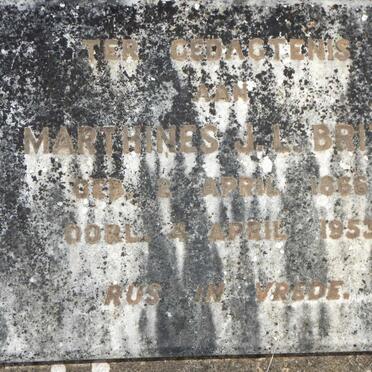 TER GEDAGTENIS
AAN
MARTHINES J. L. BRI
GEB. 2 APRIL 1866
OORL. 4 APRIL 1953
RUS IN VREDE.